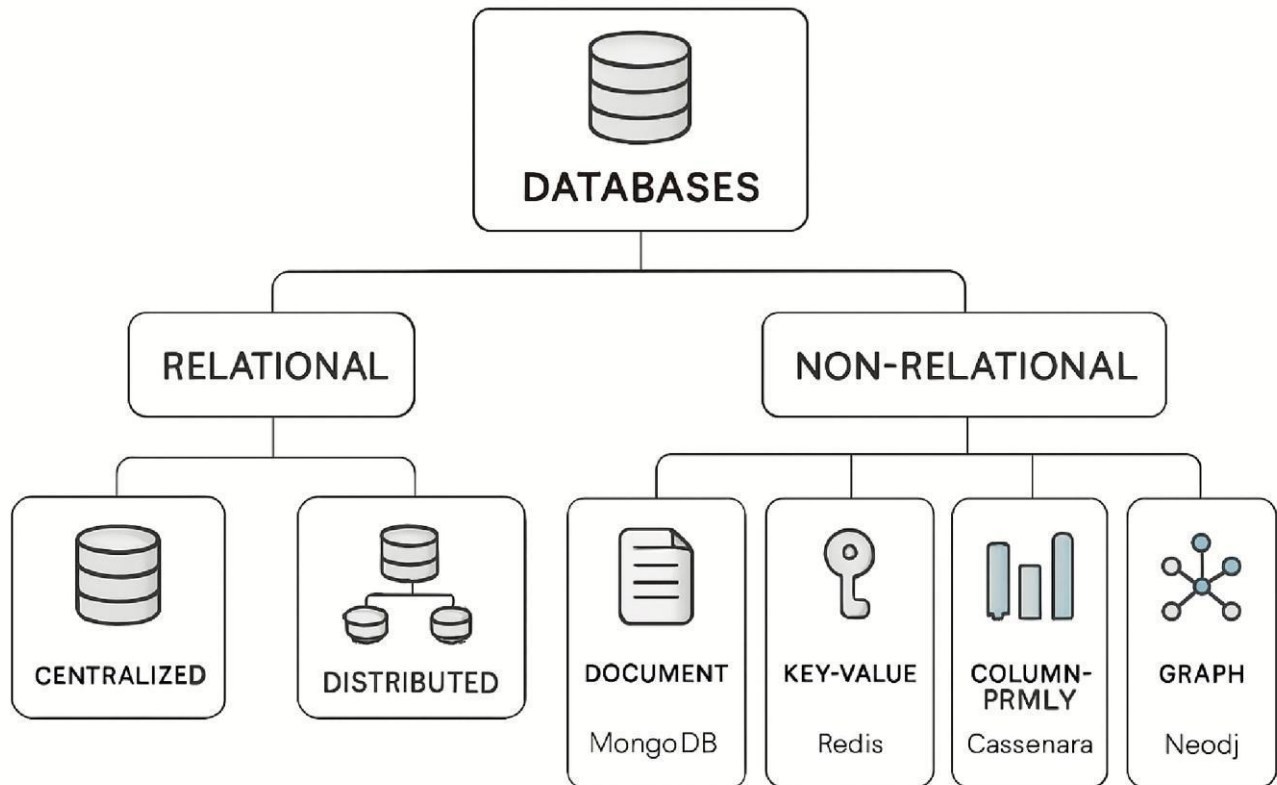 DATABASES
RELATIONAL
NON-RELATIONAL
CENTRALIZED
DISTRIBUTED
DOCUMENT
MongoDB
KEY-VALUE
Redis
COLUMN-
PRMLY
Cassenara
GRAPH
Neodj